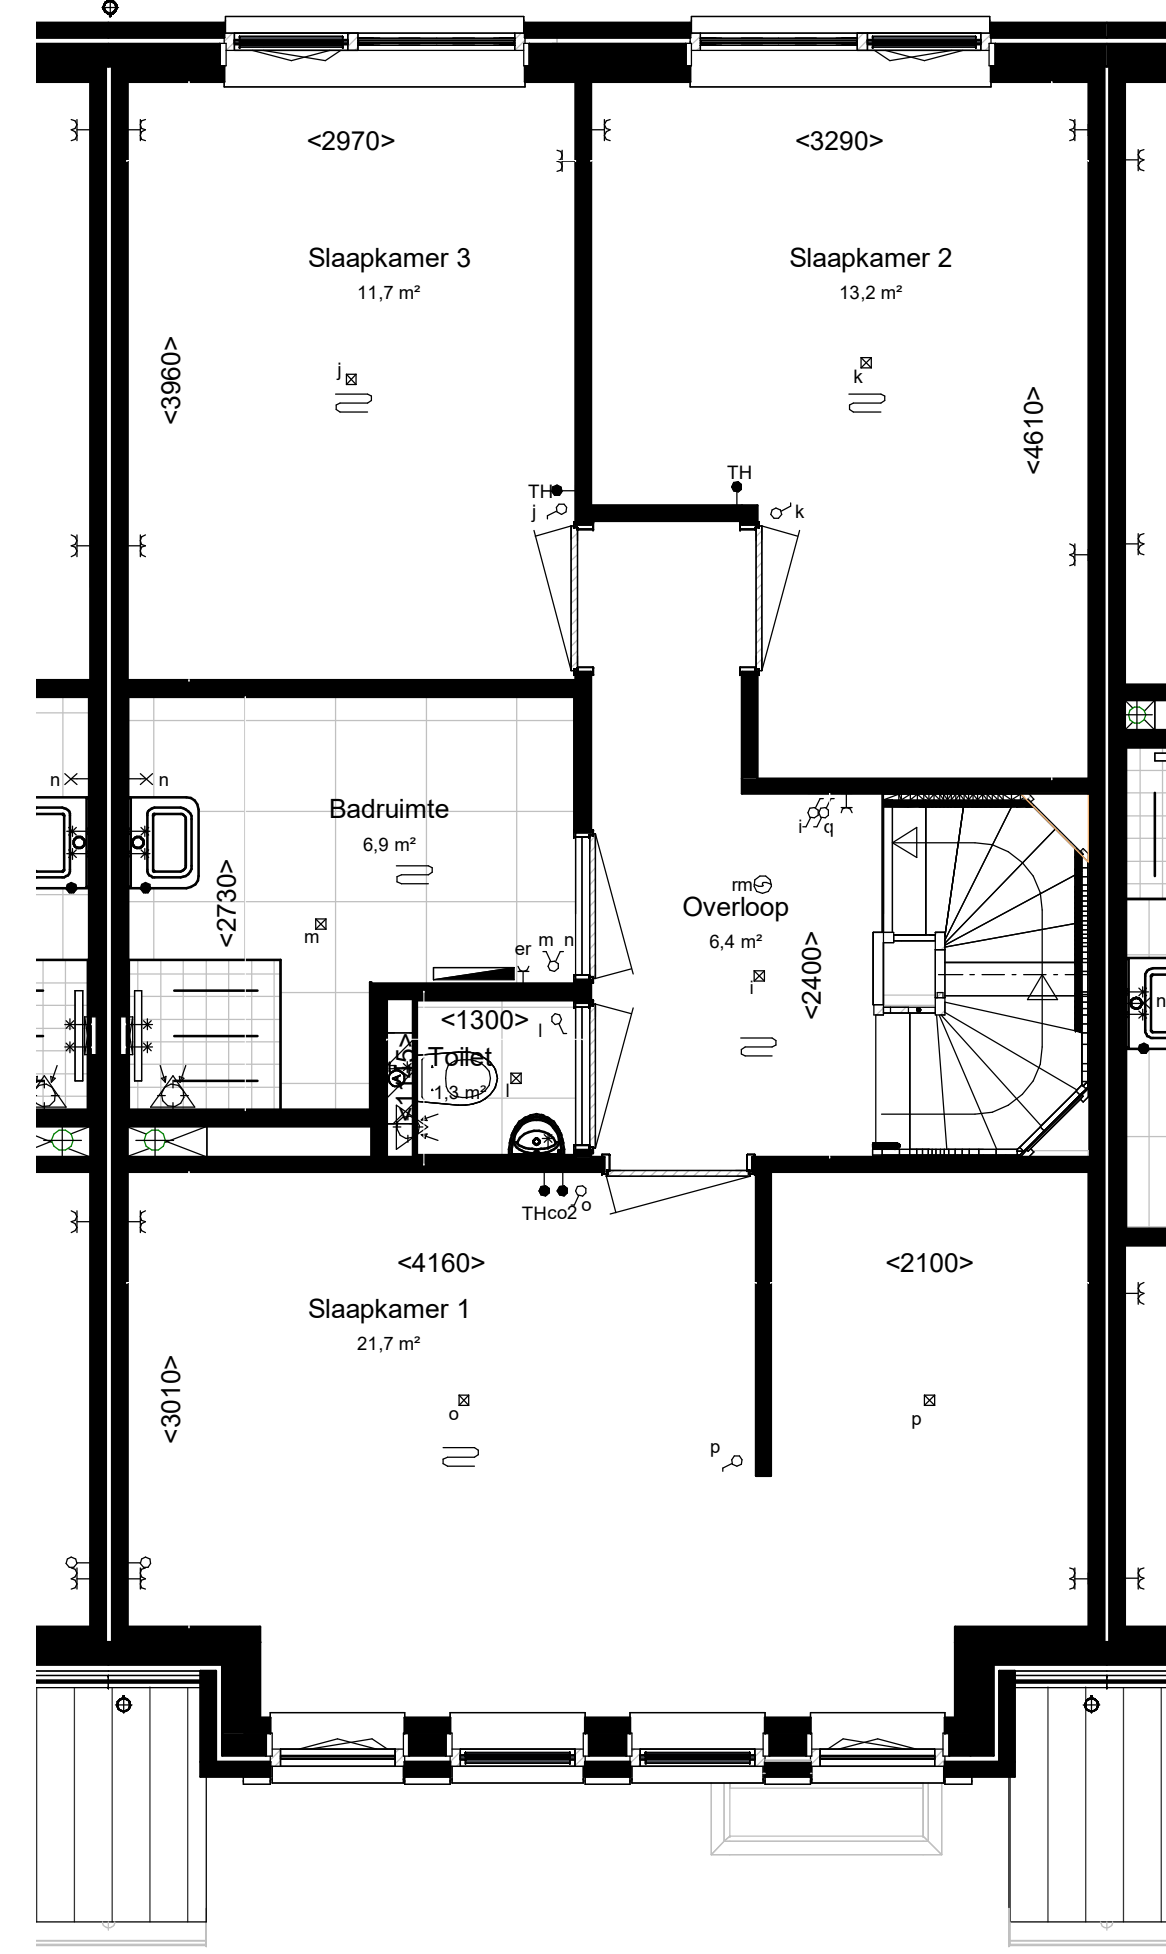 <2970>
<3290>
Slaapkamer 3
11,7 m²
Slaapkamer 2
13,2 m²
<3960>
j
k
<4610>
TH
j
TH
k
n
n
Badruimte
6,9 m²
<2730>
m
er
m n
i
q
rm
Overloop
6,4 m²
<2400>
i
n
<1300>
l
Toilet
1,3 m²
l
THco2
o
<4160>
<2100>
Slaapkamer 1
21,7 m²
<3010>
o
p
p